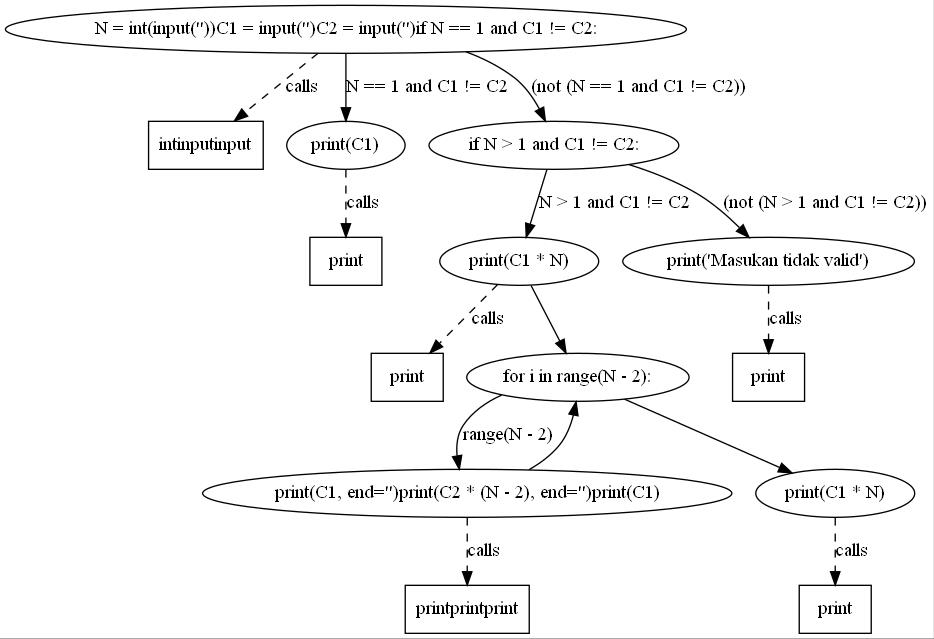 N = int(input(''))C1 = input('')C2 = input('')if N == 1 and C1 != C2:
calls
N == 1 and C1 != C2
(not (N == 1 and C1 != C2))
intinputinput
print(C1)
if N > 1 and C1 != C2:
calls
N > 1 and C1 != C2
(not (N > 1 and C1 != C2))
print
print(C1 * N)
print('Masukan tidak valid')
calls
calls
print
for i in range(N - 2):
print
range(N - 2)
print(C1, end='')print(C2 * (N - 2), end='')print(C1)
print(C1 * N)
calls
calls
printprintprint
print